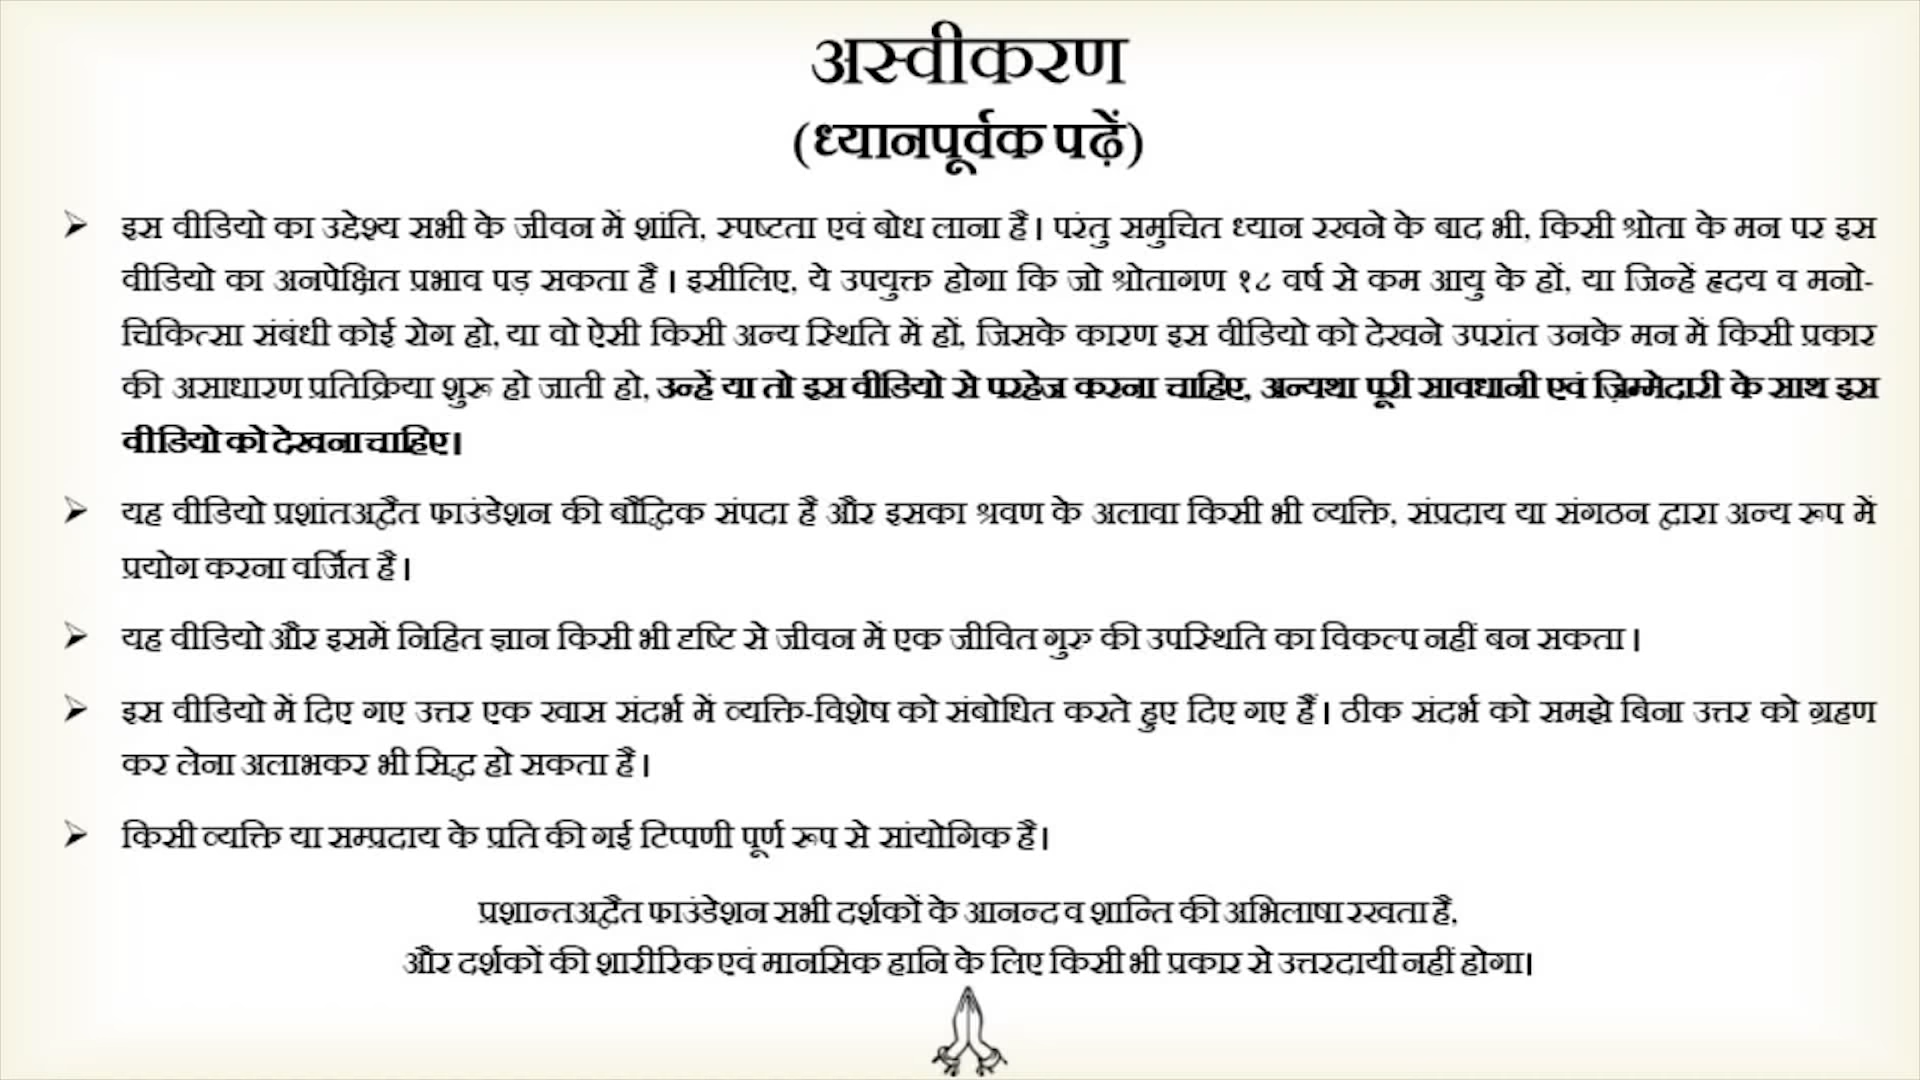 अस्वीकरण
(ध्यानपूर्वक पढ़ें)
इस वीडियो का उद्देश्य सभी के जीवन में शांति, स्पष्टता एवं बोध लाना है। परंतु समुचित ध्यान रखने के बाद भी, किसी श्रोता के मन पर इस
वीडियो का अनपेक्षित प्रभाव पड़ सकता है। इसीलिए, ये उपयुक्त होगा कि जो श्रोतागण १८ वर्ष से कम आयु के हों, या जिन्हें हृदय व मनो-
चिकित्सा संबंधी कोई रोग हो, या वो ऐसी किसी अन्य स्थिति में हों, जिसके कारण इस वीडियो को देखने उपरांत उनके मन में किसी प्रकार
की असाधारण प्रतिक्रिया शुरू हो जाती हो, उन्हें या तो इस वीडियो से परहेज करना चाहिए, अन्यथा पूरी सावधानी एवं ज़िम्मेदारी के साथ इस
वीडियो को देखना चाहिए।
यह वीडियो प्रशांतअद्वैत फाउंडेशन की बौद्धिक संपदा है और इसका श्रवण के अलावा किसी भी व्यक्ति, संप्रदाय या संगठन द्वारा अन्य रूप में
प्रयोग करना वर्जित है।
यह वीडियो और इसमें निहित ज्ञान किसी भी दृष्टि से जीवन में एक जीवित गुरु की उपस्थिति का विकल्प नहीं बन सकता।
इस वीडियो में दिए गए उत्तर एक खास संदर्भ में व्यक्ति-विशेष को संबोधित करते हुए दिए गए हैं। ठीक संदर्भ को समझे बिना उत्तर को ग्रहण
कर लेना अलाभकर भी सिद्ध हो सकता है।
किसी व्यक्ति या सम्प्रदाय के प्रति की गई टिप्पणी पूर्ण रूप से सांयोगिक है।
प्रशान्तअद्वैत फाउंडेशन सभी दर्शकों के आनन्द व शान्ति की अभिलाषा रखता है,
और दर्शकों की शारीरिक एवं मानसिक हानि के लिए किसी भी प्रकार से उत्तरदायी नहीं होगा।